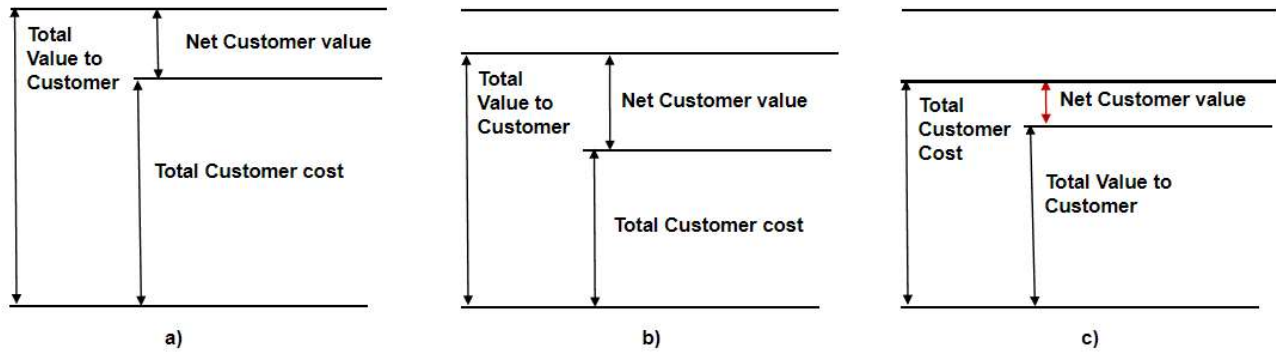 Total
Value to
Customer
Net Customer value
Total Customer cost
a)
Total
Value to
Customer
Net Customer value
Total Customer cost
b)
Total
Customer
Cost
Net Customer value
Total Value to
Customer
c)